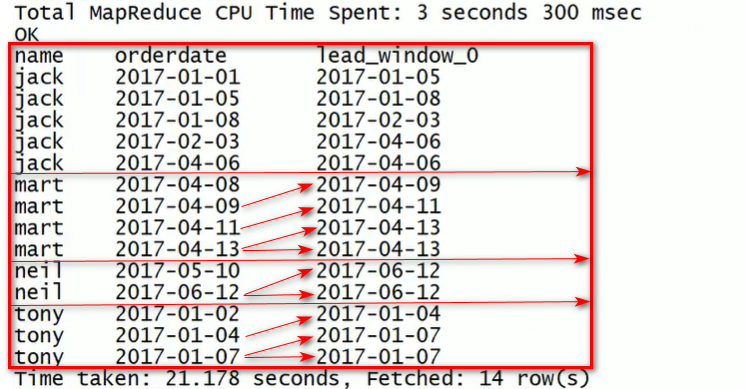 Total MapReduce CPU Time Spent: 3 seconds 300 msec
OK
name orderdate lead_window_0
jack 2017-01-01 2017-01-05
jack 2017-01-05 2017-01-08
jack 2017-01-08 2017-02-03
jack 2017-02-03 2017-04-06
jack 2017-04-06 2017-04-06
mart 2017-04-08 2017-04-09
mart 2017-04-09 2017-04-11
mart 2017-04-11 2017-04-13
mart 2017-04-13 2017-04-13
neil 2017-05-10 2017-06-12
neil 2017-06-12 2017-06-12
tony 2017-01-02 2017-01-04
tony 2017-01-04 2017-01-07
tony 2017-01-07 2017-01-07
Time taken: 21.178 seconds, Fetched: 14 row(s)